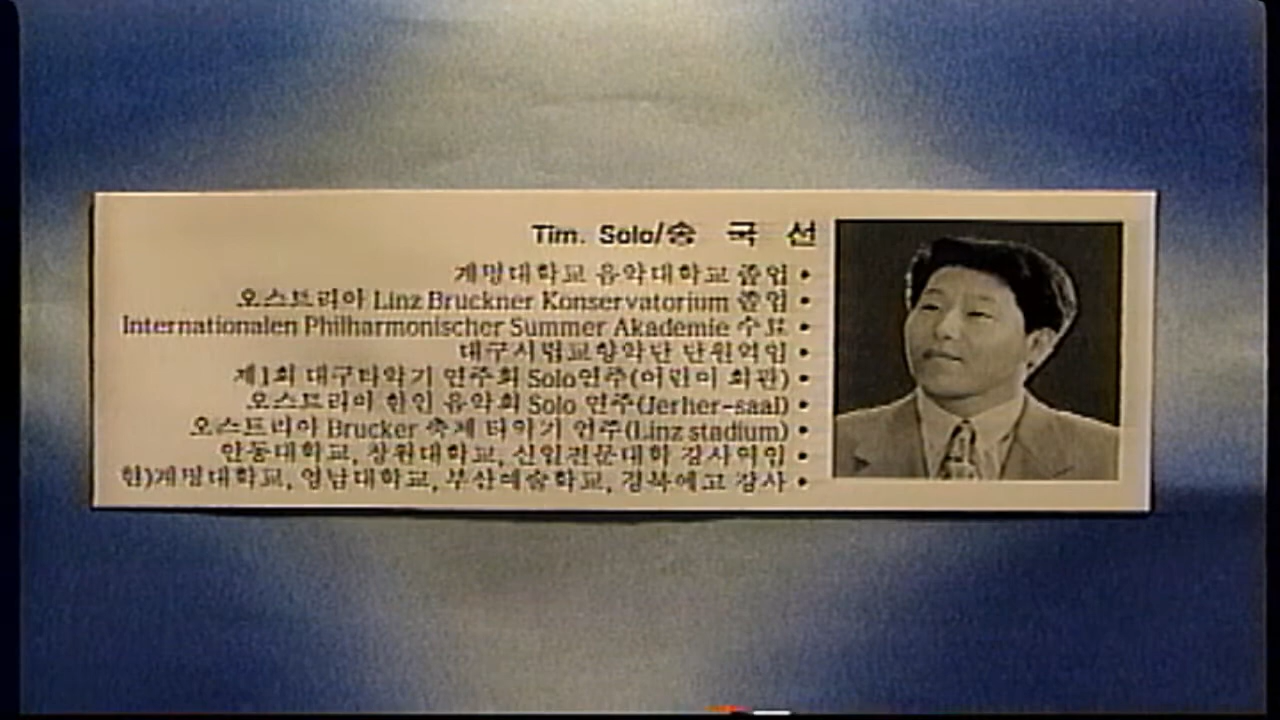 Tim. Solo/송 국 선
계명대학교 음악대학교 졸업 •
오스트리아 Linz Bruckner Konservatorium 졸업 •
Internationalen Philharmonischer Summer Akademie 수료 •
대구시립교향악단 단원역임 •
제1회 대구타악기 연주회 Solo연주(어린이 회관) •
오스트리아 한인 음악회 Solo 연주(Jerher-saal) •
오스트리아 Brucker 축제 타악기 연주(Linz stadium) •
안동대학교, 창원대학교, 신일전문대학 강사역임 •
현)계명대학교, 영남대학교, 부산예술학교, 경북예고 강사 •